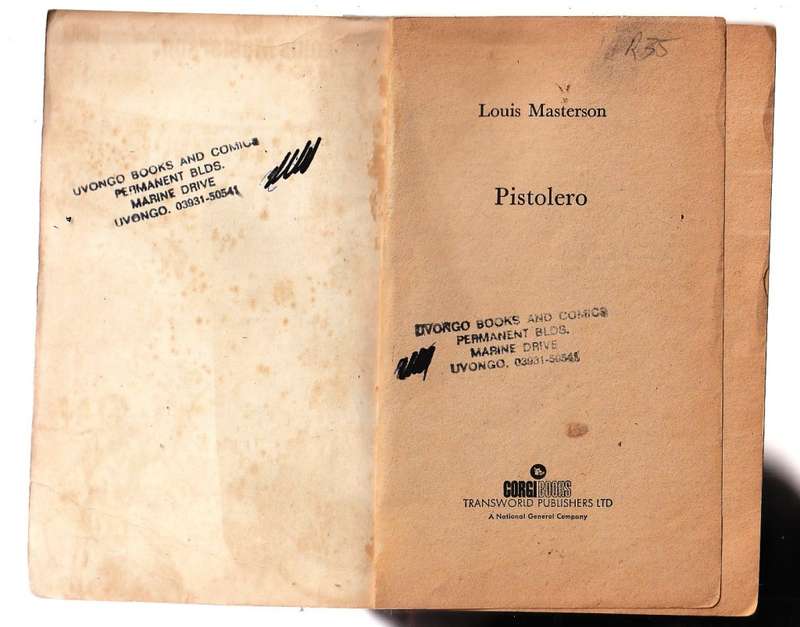 UVONGO BOOKS AND COMICS
PERMANENT BLDS.
MARINE DRIVE
UVONGO. 03931-50541
R35
Louis Masterson
Pistolero
UVONGO BOOKS AND COMICS
PERMANENT BLDS.
MARINE DRIVE
UVONGO. 03931-50541
CORGI BOOKS
TRANSWORLD PUBLISHERS LTD
A National General Company